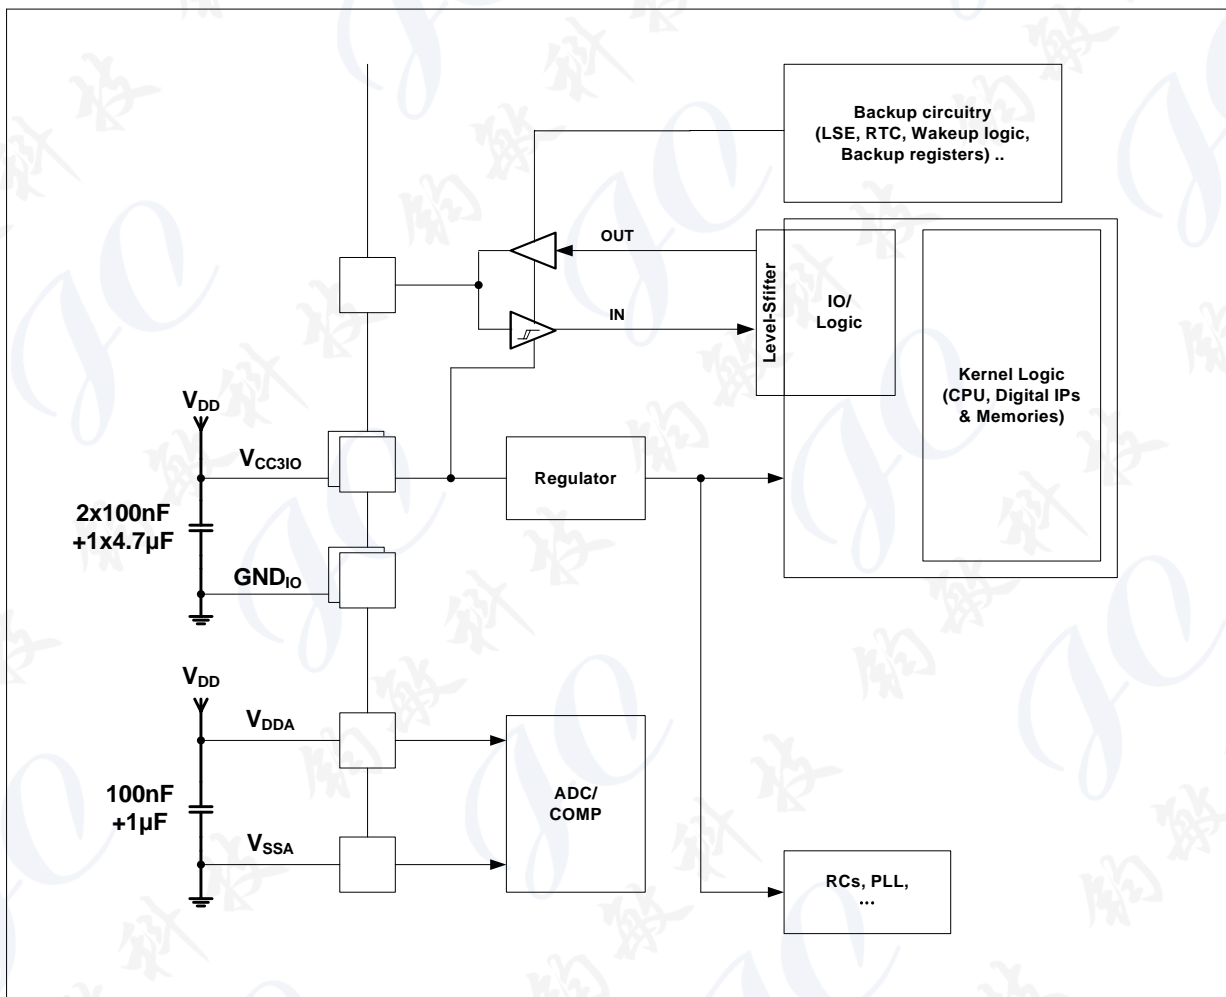 Backup circuitry
(LSE, RTC, Wakeup logic,
Backup registers) ..
OUT
IN
Level-Sfifter
IO/
Logic
Kernel Logic
(CPU, Digital IPs
& Memories)
VDD
VCC3IO
Regulator
2x100nF
+1x4.7µF
GNDIO
VDD
VDDA
100nF
+1µF
ADC/
COMP
VSSA
RCs, PLL,
...